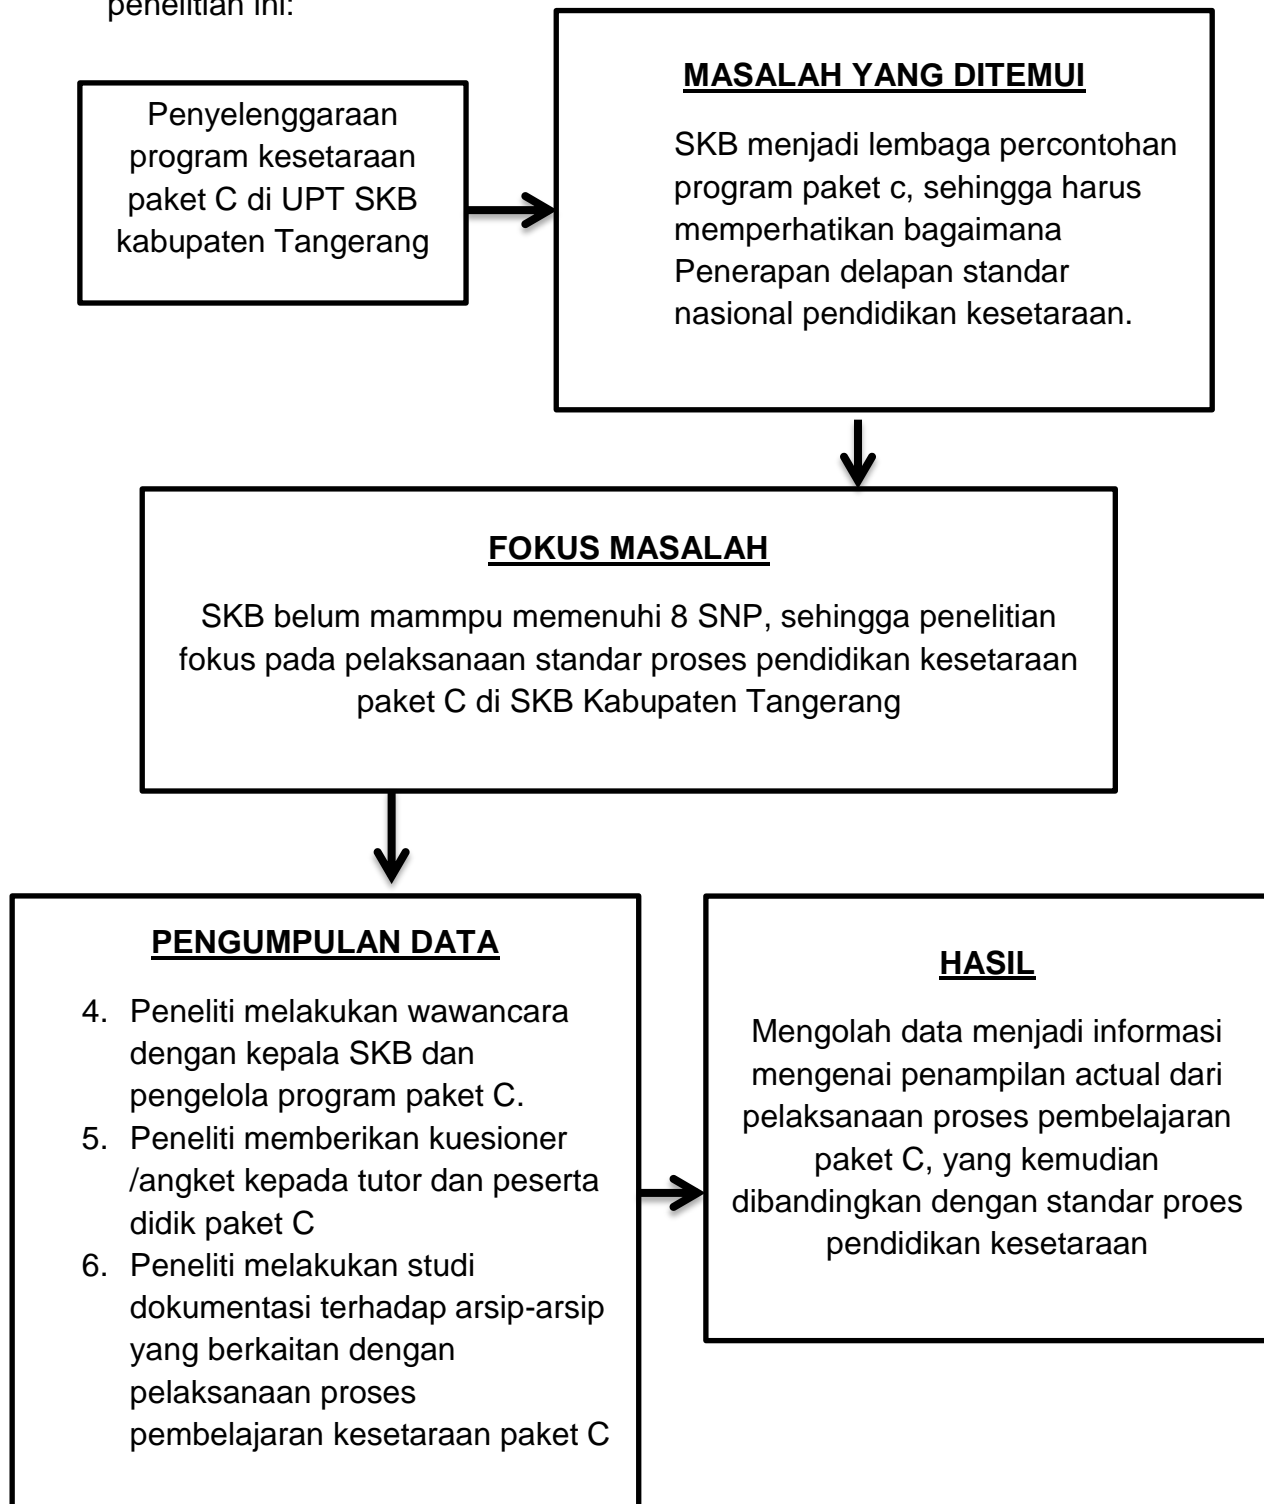 penelitian ini:
Penyelenggaraan
program kesetaraan
paket C di UPT SKB
kabupaten Tangerang
MASALAH YANG DITEMUI
SKB menjadi lembaga percontohan
program paket c, sehingga harus
memperhatikan bagaimana
Penerapan delapan standar
nasional pendidikan kesetaraan.
FOKUS MASALAH
SKB belum mammpu memenuhi 8 SNP, sehingga penelitian
fokus pada pelaksanaan standar proses pendidikan kesetaraan
paket C di SKB Kabupaten Tangerang
PENGUMPULAN DATA
4. Peneliti melakukan wawancara
dengan kepala SKB dan
pengelola program paket C.
5. Peneliti memberikan kuesioner
/angket kepada tutor dan peserta
didik paket C
6. Peneliti melakukan studi
dokumentasi terhadap arsip-arsip
yang berkaitan dengan
pelaksanaan proses
pembelajaran kesetaraan paket C
HASIL
Mengolah data menjadi informasi
mengenai penampilan actual dari
pelaksanaan proses pembelajaran
paket C, yang kemudian
dibandingkan dengan standar proes
pendidikan kesetaraan